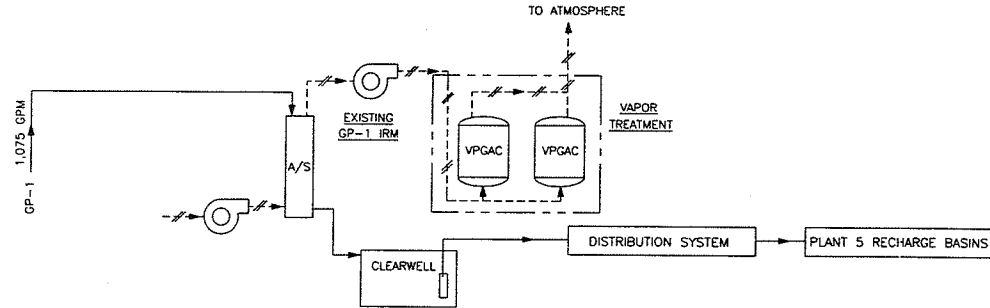 TO ATMOSPHERE
GP-1 1,075 GPM
A/S
EXISTING
GP-1 IRM
VPGAC
VPGAC
VAPOR
TREATMENT
CLEARWELL
DISTRIBUTION SYSTEM
PLANT 5 RECHARGE BASINS